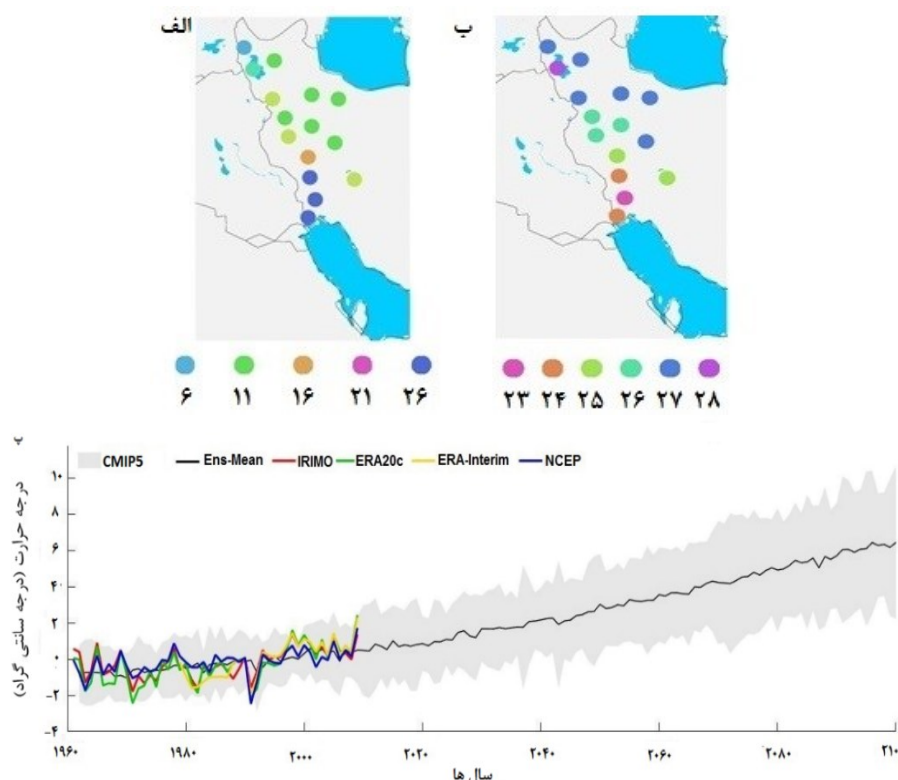 الف
ب
۶ ۱۱ ۱۶ ۲۱ ۲۶
۲۳ ۲۴ ۲۵ ۲۶ ۲۷ ۲۸
CMIP5 Ens-Mean IRIMO ERA20c ERA-Interim NCEP
درجه حرارت (درجه سانتی گراد)
۱۰
۸
۶
۴۰
۲
۰
-۲
-۴
۱۹۶۰ ۱۹۸۰ ۲۰۰۰ ۲۰۲۰ ۲۰۴۰ ۲۰۶۰ ۲۰۸۰ ۲۱۰
سال ها